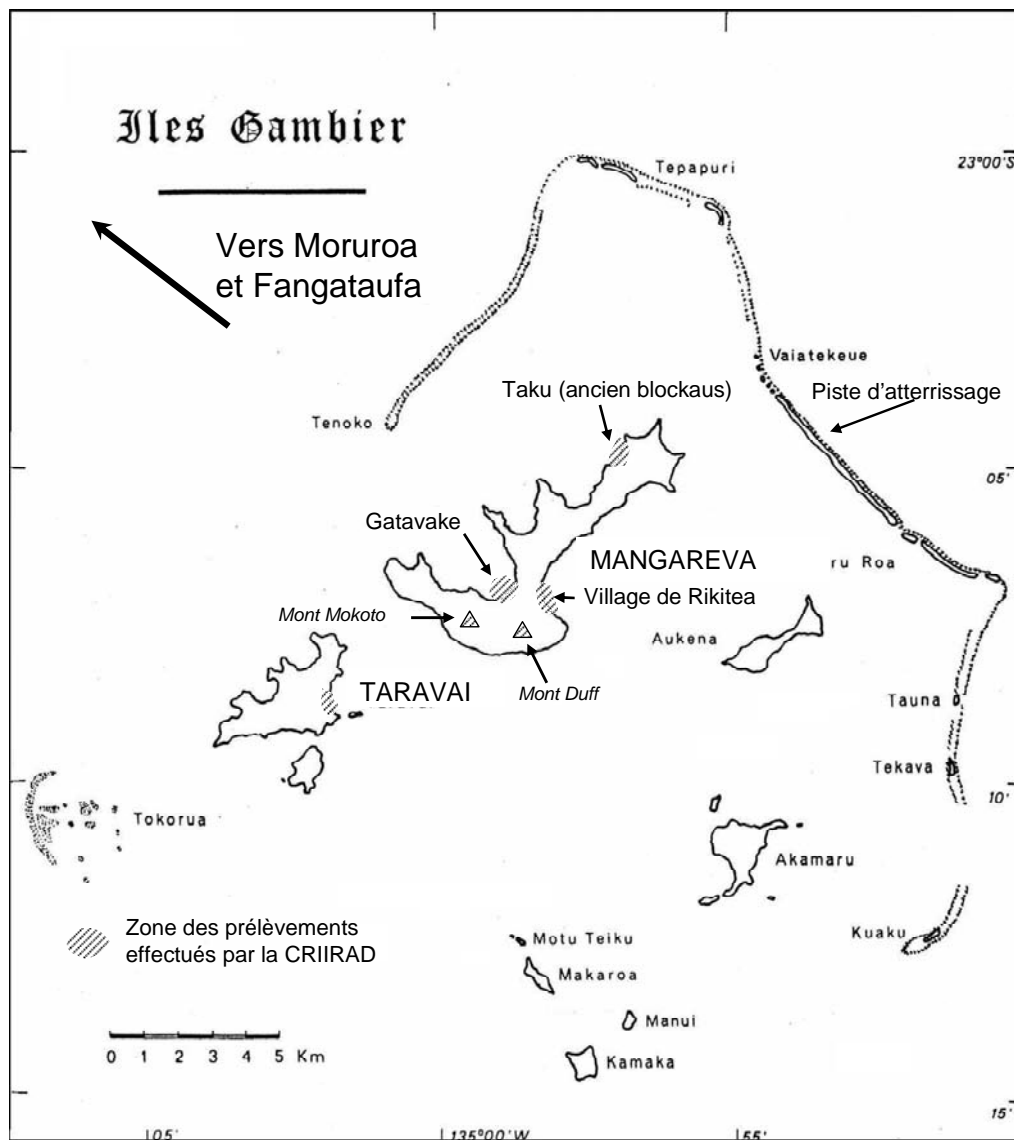 Iles Gambier
23°00'S
Tepapuri
Vers Moruroa
et Fangataufa
Vaiatekeue
Taku (ancien blockaus)
Piste d'atterrissage
Tenoko
05'
Gatavake
MANGAREVA
ru Roa
Village de Rikitea
Mont Mokoto
Aukena
TARAVAI
Mont Duff
Tauna
Tekava
10'
Tokorua
Akamaru
Zone des prélèvements
effectués par la CRIIRAD
Kuaku
Motu Teiku
Makaroa
Manui
0 1 2 3 4 5 Km
Kamaka
15'
05'
135°00'W
55'